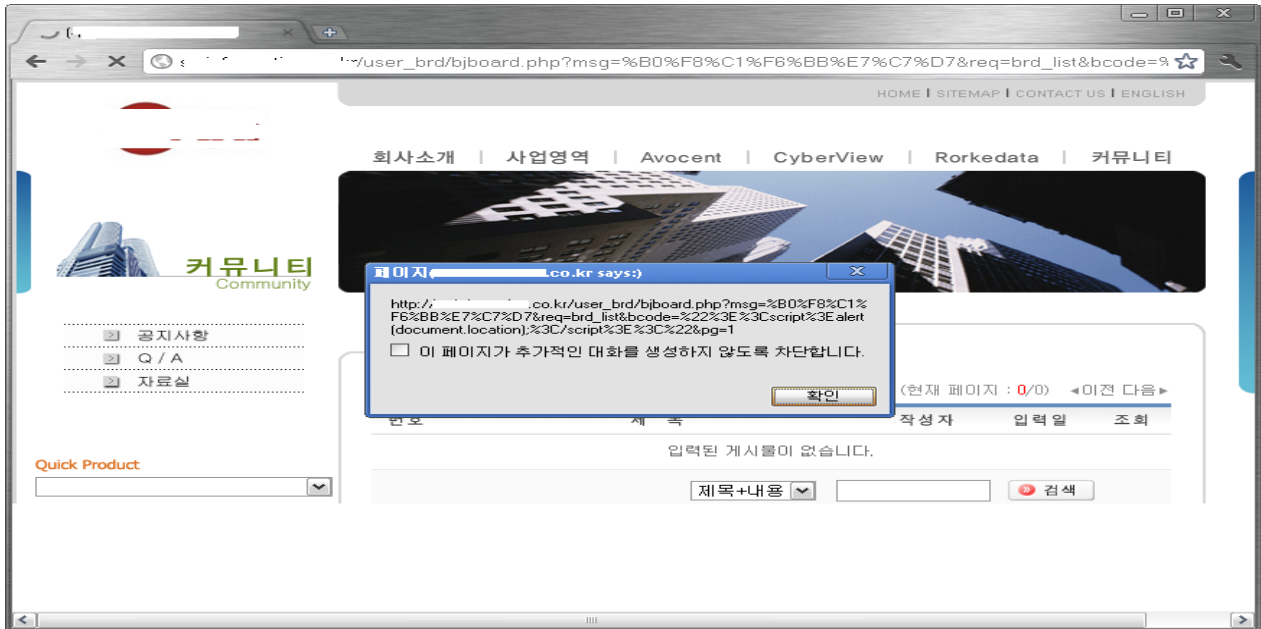 /user_brd/bjboard.php?msg=%B0%F8%C1%F6%BB%E7%C7%D7&req=brd_list&bcode=%
HOME | SITEMAP | CONTACT US | ENGLISH
회사소개 | 사업영역 | Avocent | CyberView | Rorkedata | 커뮤니티
커뮤니티
Community
공지사항
Q / A
자료실
Quick Product
페이지 .co.kr says:)
http:// .co.kr/user_brd/bjboard.php?msg=%B0%F8%C1%
F6%BB%E7%C7%D7&req=brd_list&bcode=%22%3E%3Cscript%3Ealert
(document.location);%3C/script%3E%3C%22&pg=1
이 페이지가 추가적인 대화를 생성하지 않도록 차단합니다.
확인
(현재 페이지 : 0/0) ◂이전 다음▸
번호 제 목 작성자 입력일 조회
입력된 게시물이 없습니다.
제목+내용 검색